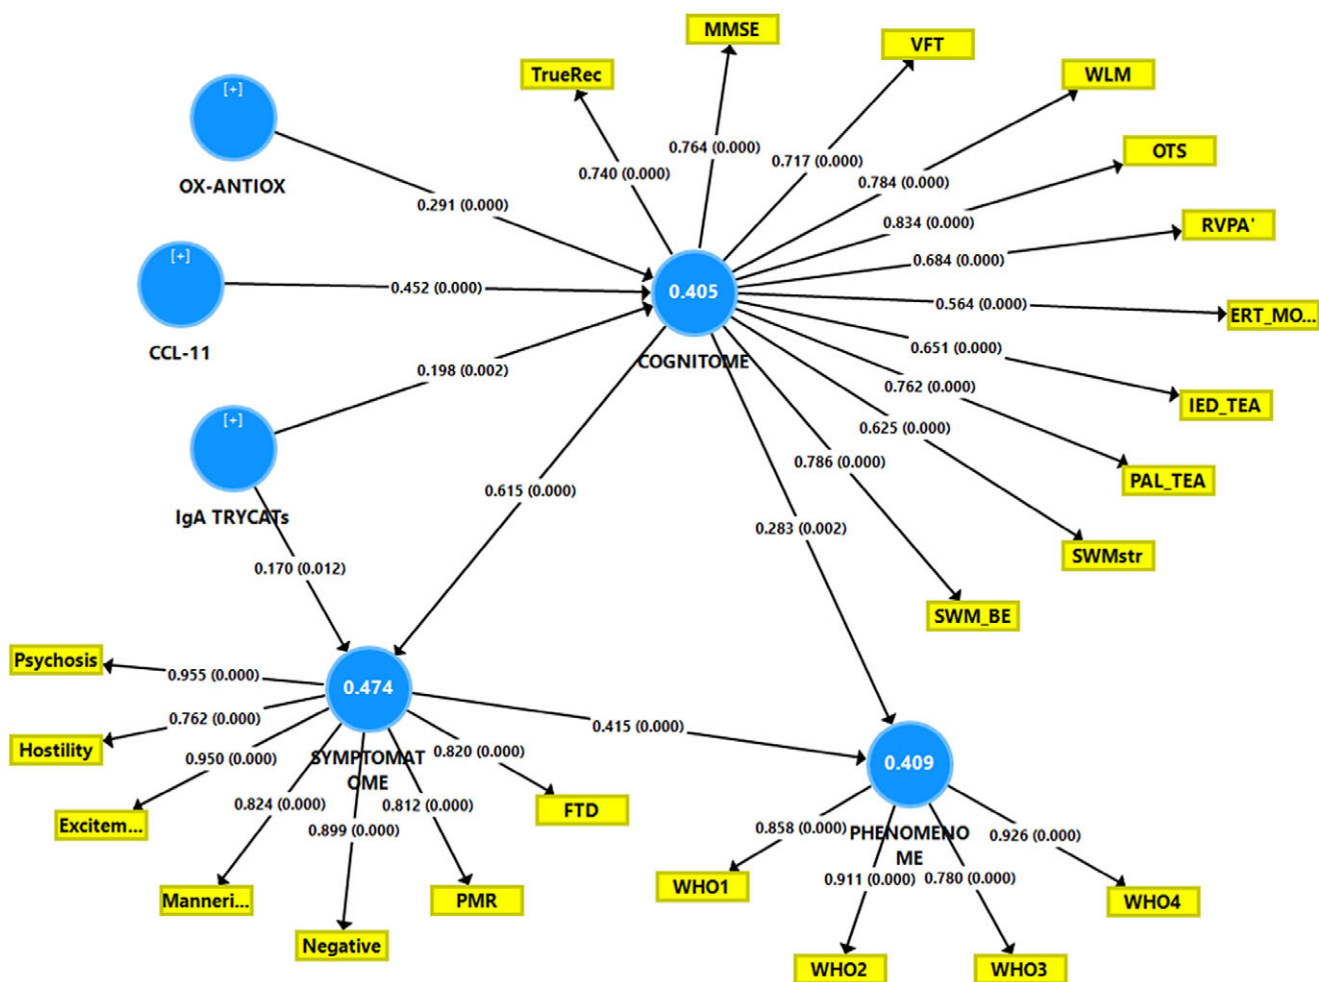 MMSE
VFT
TrueRec
WLM
[+]
OX-ANTIOX
0.764 (0.000)
0.717 (0.000)
0.740 (0.000)
0.784 (0.000)
OTS
0.291 (0.000)
0.834 (0.000)
RVPA'
[+]
CCL-11
0.452 (0.000)
0.405
COGNITOME
0.684 (0.000)
0.564 (0.000)
ERT_MO...
0.651 (0.000)
0.198 (0.002)
0.762 (0.000)
IED_TEA
[+]
IgA TRYCATs
0.625 (0.000)
0.786 (0.000)
PAL_TEA
0.615 (0.000)
0.283 (0.002)
SWMstr
0.170 (0.012)
SWM_BE
Psychosis
0.955 (0.000)
0.474
SYMPTOMAT
OME
0.762 (0.000)
Hostility
0.415 (0.000)
0.950 (0.000)
0.820 (0.000)
0.409
PHENOMENO
ME
Excitem...
0.824 (0.000)
0.899 (0.000)
0.812 (0.000)
FTD
0.858 (0.000)
0.926 (0.000)
0.911 (0.000)
0.780 (0.000)
Manneri...
PMR
WHO1
WHO4
Negative
WHO2
WHO3